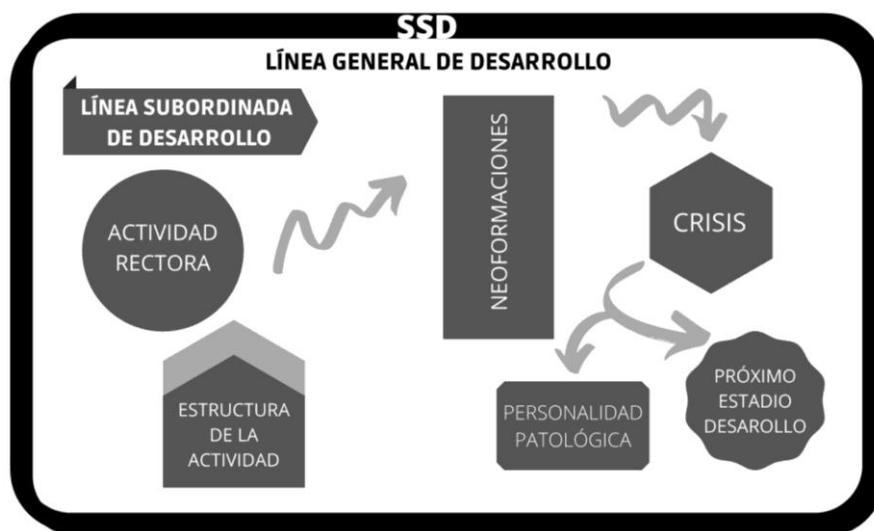 SSD
LÍNEA GENERAL DE DESARROLLO
LÍNEA SUBORDINADA
DE DESARROLLO
ACTIVIDAD
RECTORA
ESTRUCTURA
DE LA
ACTIVIDAD
NEOFORMACIONES
CRISIS
PERSONALIDAD
PATOLÓGICA
PRÓXIMO
ESTADIO
DESAROLLO